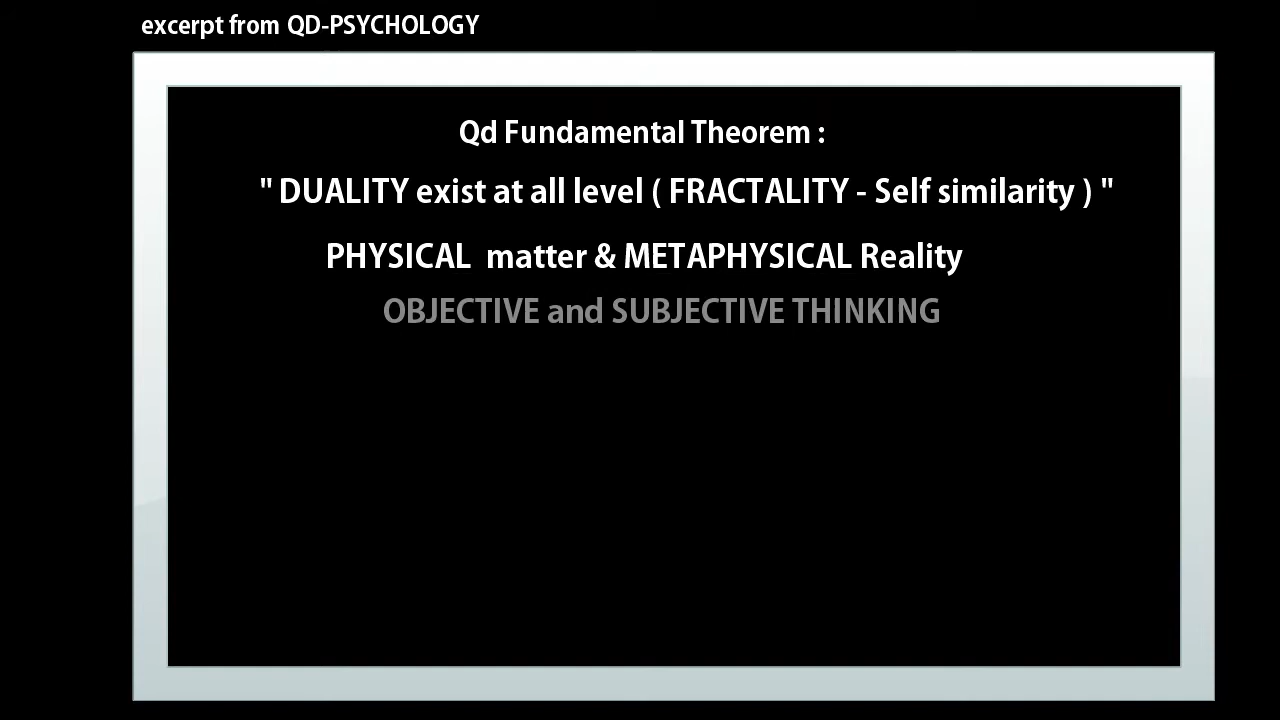 excerpt from QD-PSYCHOLOGY
Qd Fundamental Theorem :
" DUALITY exist at all level ( FRACTALITY - Self similarity ) "
PHYSICAL matter & METAPHYSICAL Reality
OBJECTIVE and SUBJECTIVE THINKING